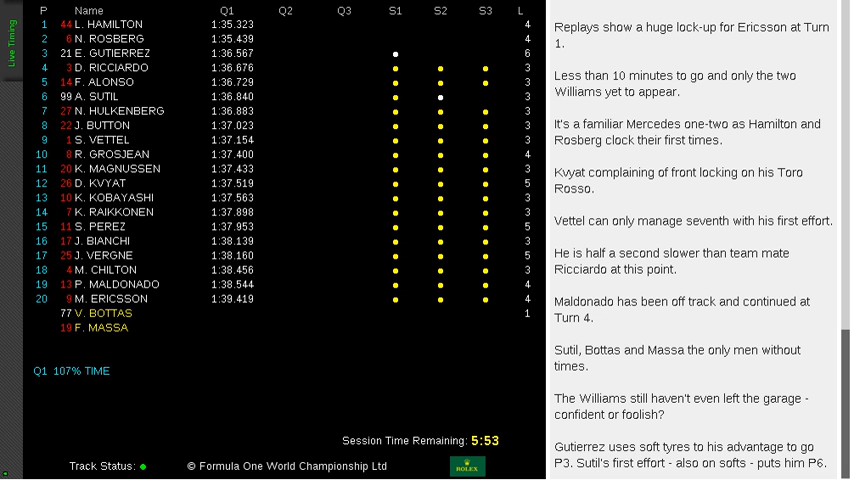 Live Timing
P Name Q1 Q2 Q3 S1 S2 S3 L
1 44 L. HAMILTON 1:35.323 4
2 6 N. ROSBERG 1:35.439 4
3 21 E. GUTIERREZ 1:36.567 6
4 3 D. RICCIARDO 1:36.676 3
5 14 F. ALONSO 1:36.729 3
6 99 A. SUTIL 1:36.840 3
7 27 N. HULKENBERG 1:36.883 3
8 22 J. BUTTON 1:37.023 3
9 1 S. VETTEL 1:37.154 3
10 8 R. GROSJEAN 1:37.400 4
11 20 K. MAGNUSSEN 1:37.433 3
12 26 D. KVYAT 1:37.519 5
13 10 K. KOBAYASHI 1:37.563 3
14 7 K. RAIKKONEN 1:37.898 3
15 11 S. PEREZ 1:37.953 5
16 17 J. BIANCHI 1:38.139 3
17 25 J. VERGNE 1:38.160 5
18 4 M. CHILTON 1:38.456 3
19 13 P. MALDONADO 1:38.544 4
20 9 M. ERICSSON 1:39.419 4
77 V. BOTTAS 1
19 F. MASSA
Q1 107% TIME
Session Time Remaining: 5:53
Track Status: © Formula One World Championship Ltd
ROLEX
Replays show a huge lock-up for Ericsson at Turn
1.
Less than 10 minutes to go and only the two
Williams yet to appear.
It's a familiar Mercedes one-two as Hamilton and
Rosberg clock their first times.
Kvyat complaining of front locking on his Toro
Rosso.
Vettel can only manage seventh with his first effort.
He is half a second slower than team mate
Ricciardo at this point.
Maldonado has been off track and continued at
Turn 4.
Sutil, Bottas and Massa the only men without
times.
The Williams still haven't even left the garage -
confident or foolish?
Gutierrez uses soft tyres to his advantage to go
P3. Sutil's first effort - also on softs - puts him P6.